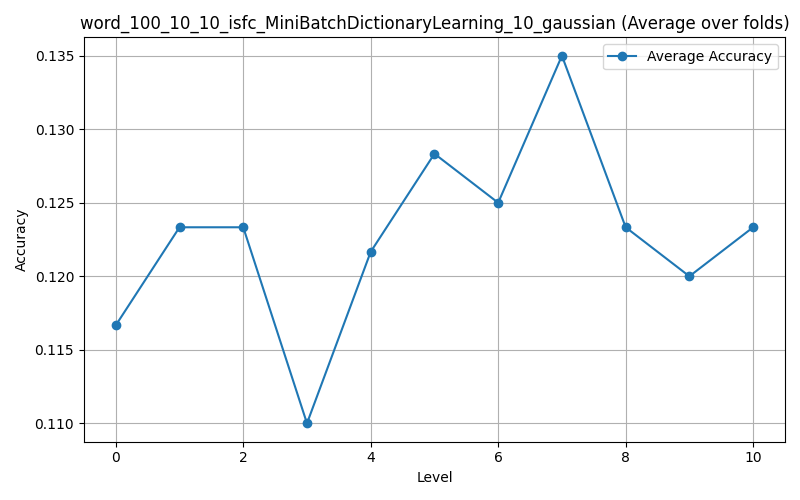 word_100_10_10_isfc_MiniBatchDictionaryLearning_10_gaussian (Average over folds)
Average Accuracy
0.135
0.130
0.125
0.120
0.115
0.110
Accuracy
0 2 4 6 8 10
Level